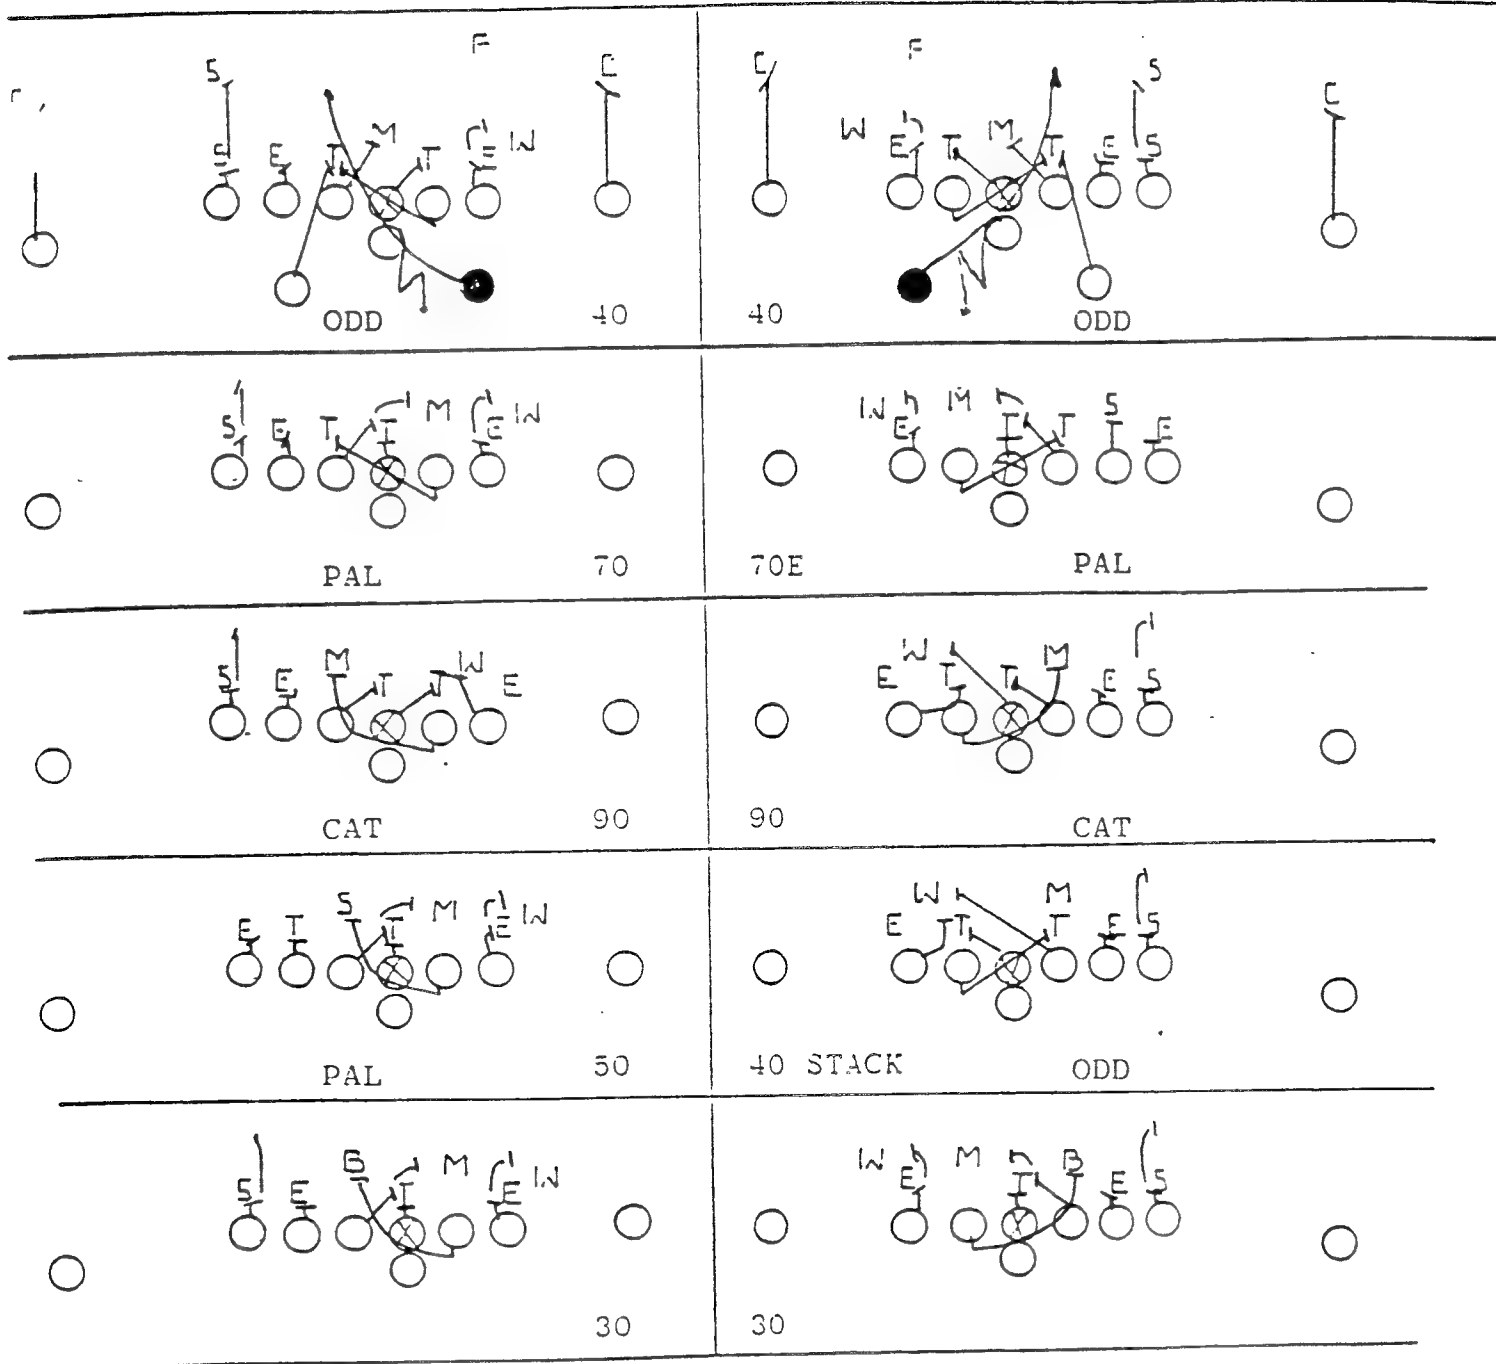 F F
S C C S
C
M W W M
S E T T E E T T E S
ODD 40 40 ODD
M W W M S
S E T T E E T T E
PAL 70 70E PAL
M W W M
S E T T E E T T E S
CAT 90 90 CAT
S M W W M
E T T E E T T E S
PAL 50 40 STACK ODD
B M W W M B
S E T E E T E S
30 30